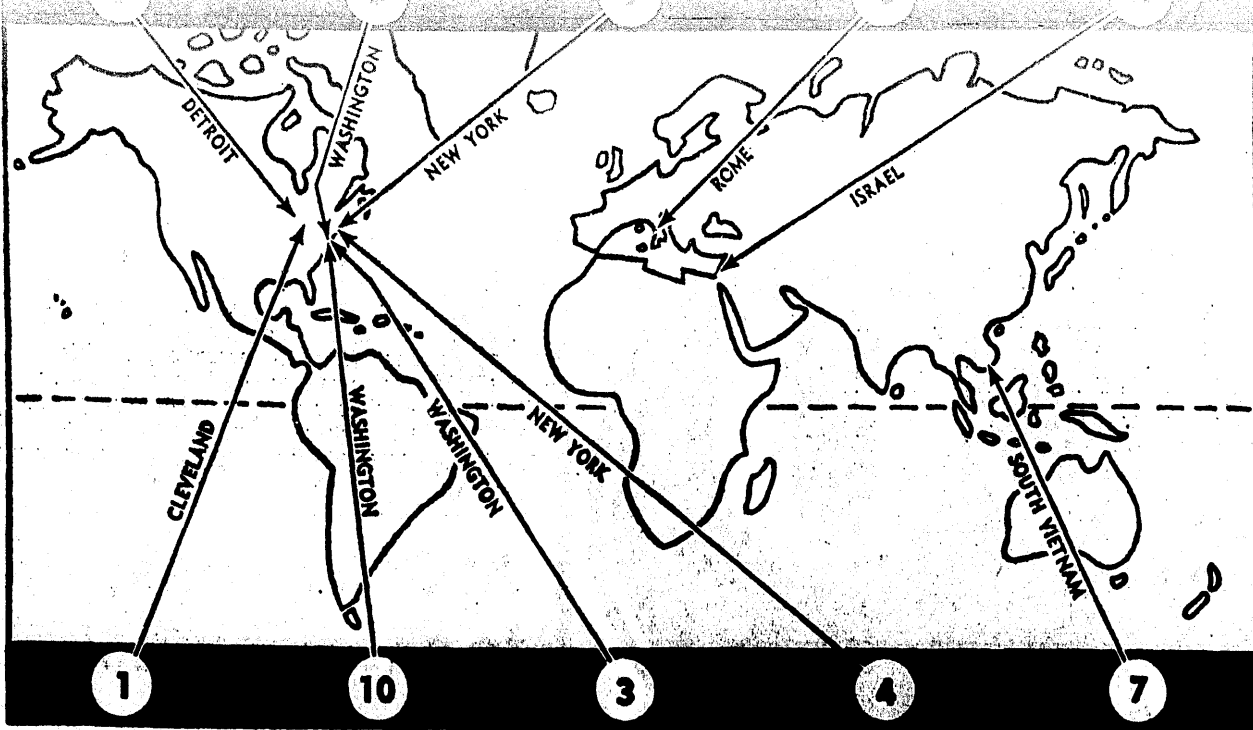 DETROIT
WASHINGTON
NEW YORK
ROME
ISRAEL
CLEVELAND
WASHINGTON
WASHINGTON
NEW YORK
SOUTH VIETNAM
1
10
3
4
7